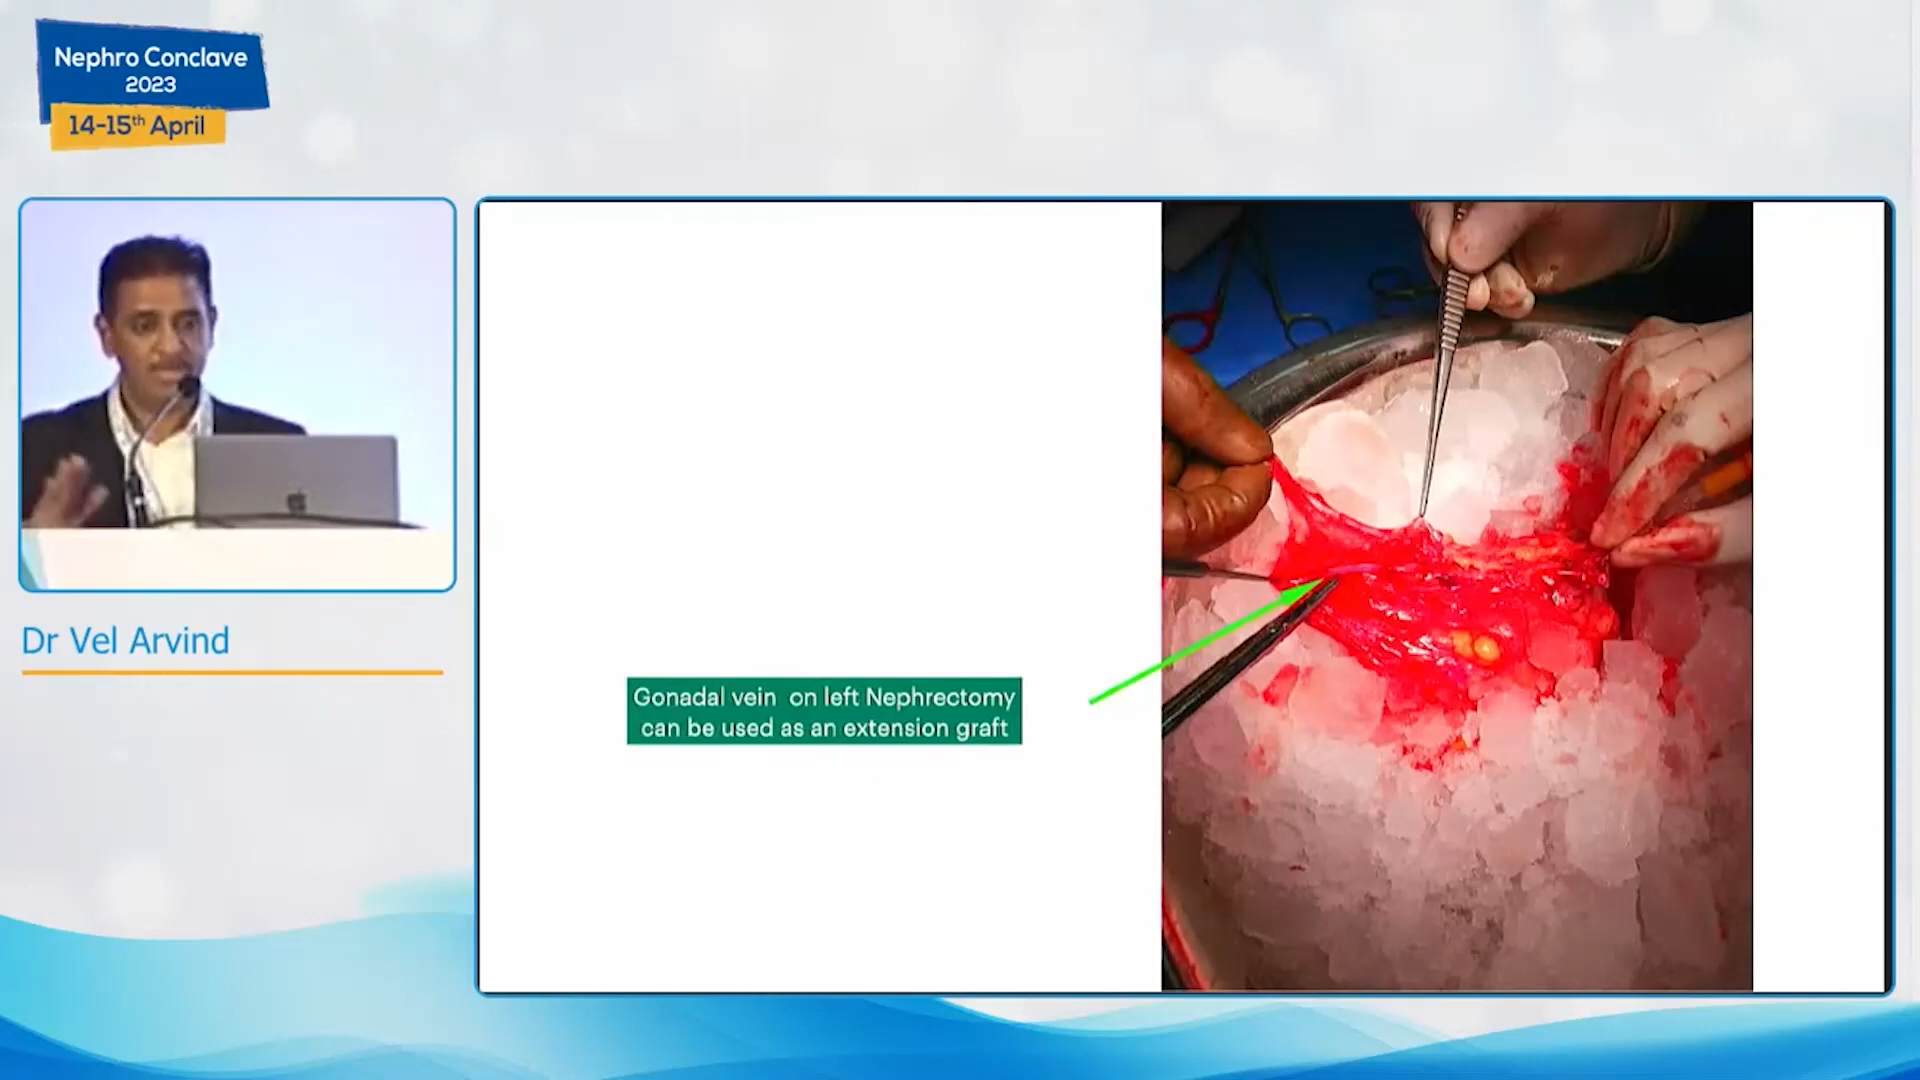 Nephro Conclave
2023
14-15th April
Dr Vel Arvind
Gonadal vein on left Nephrectomy
can be used as an extension graft